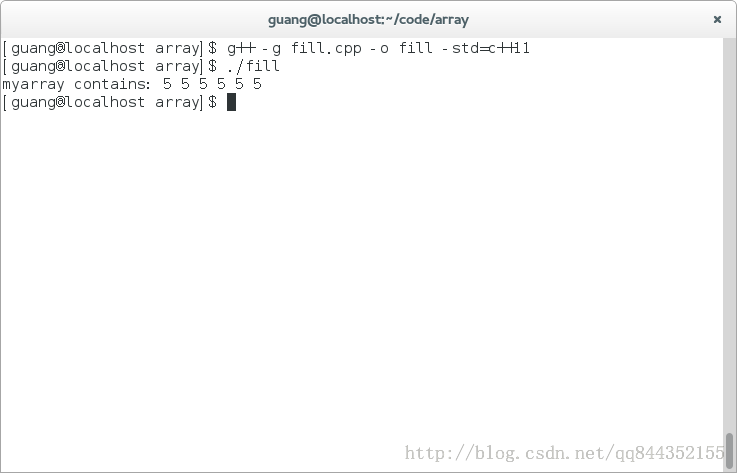 guang@localhost:~/code/array
[guang@localhost array]$ g++ -g fill.cpp -o fill -std=c++11
[guang@localhost array]$ ./fill
myarray contains: 5 5 5 5 5 5
[guang@localhost array]$
http://blog.csdn.net/qq844352155